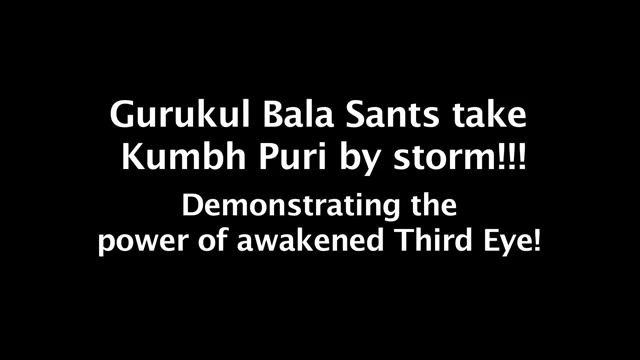 Gurukul Bala Sants take
Kumbh Puri by storm!!!
Demonstrating the
power of awakened Third Eye!